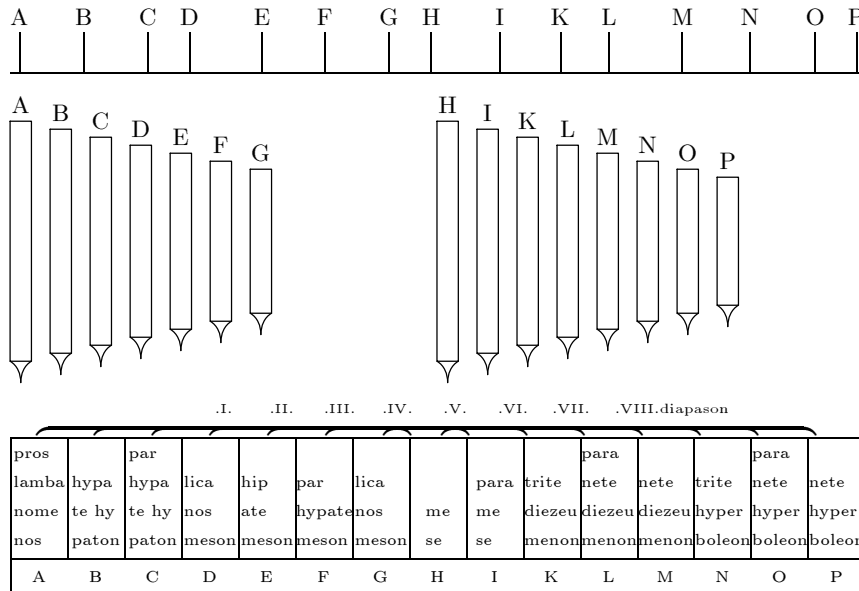 A B C D E F G H I K L M N O P
A B C D E F G H I K L M N O P
.I. .II. .III. .IV. .V. .VI. .VII. .VIII.diapason
pros par para para
lamba hypa hypa lica hip par lica para trite nete nete trite nete nete
nome te hy te hy nos ate hypate nos me me diezeu diezeu diezeu hyper hyper hyper
nos paton paton meson meson meson meson se se menon menon menon boleon boleon boleon
A B C D E F G H I K L M N O P